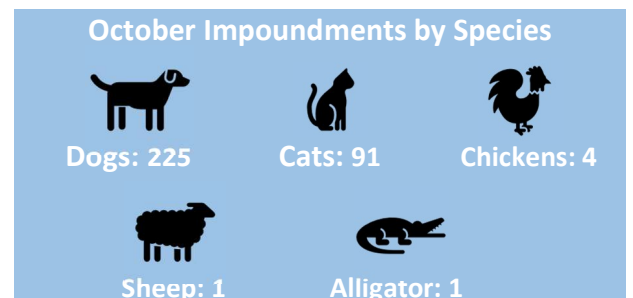 October Impoundments by Species
Dogs: 225
Cats: 91
Chickens: 4
Sheep: 1
Alligator: 1